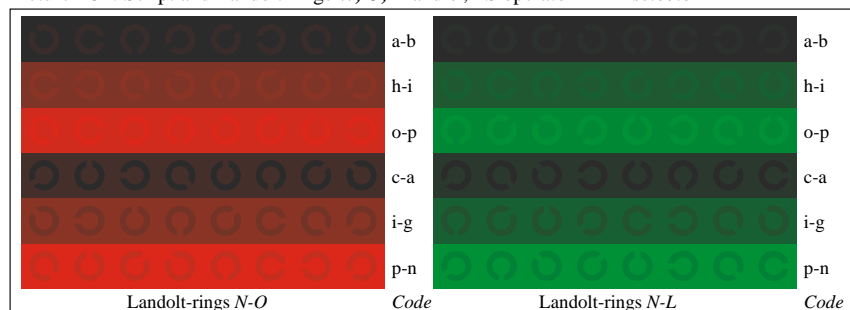 a-b a-b
h-i h-i
o-p o-p
c-a c-a
i-g i-g
p-n p-n
Landolt-rings N-O Code Landolt-rings N-L Code